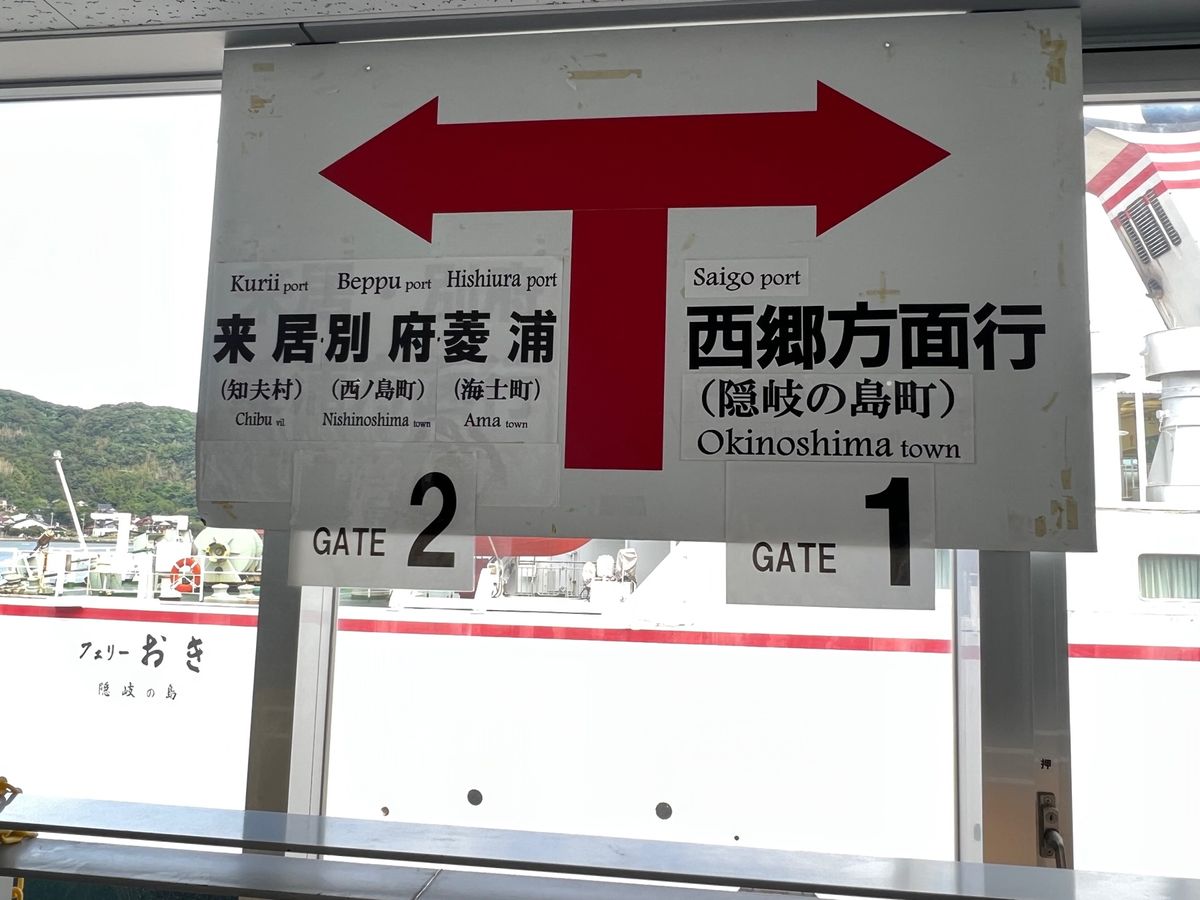 Kurii port Beppu port Hishiura port
来居・別府・菱浦
(知夫村) (西ノ島町) (海士町)
Chibu vil Nishinoshima town Ama town
GATE 2
Saigo port
西郷方面行
(隠岐の島町)
Okinoshima town
GATE 1
フェリーおき
隠岐の島
押